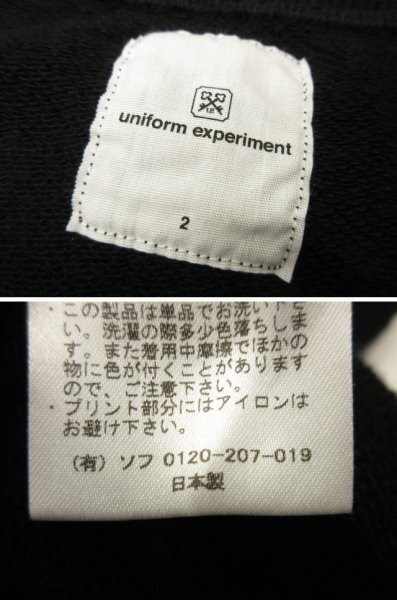 uniform experiment
2
・この製品は単品でお洗い下さ
い。洗濯の際多少色落ちしま
す。また着用中摩擦でほかの
物に色が付くことがあります
ので、ご注意下さい。
・プリント部分にはアイロンは
お避け下さい。
(有) ソフ 0120-207-019
日本製